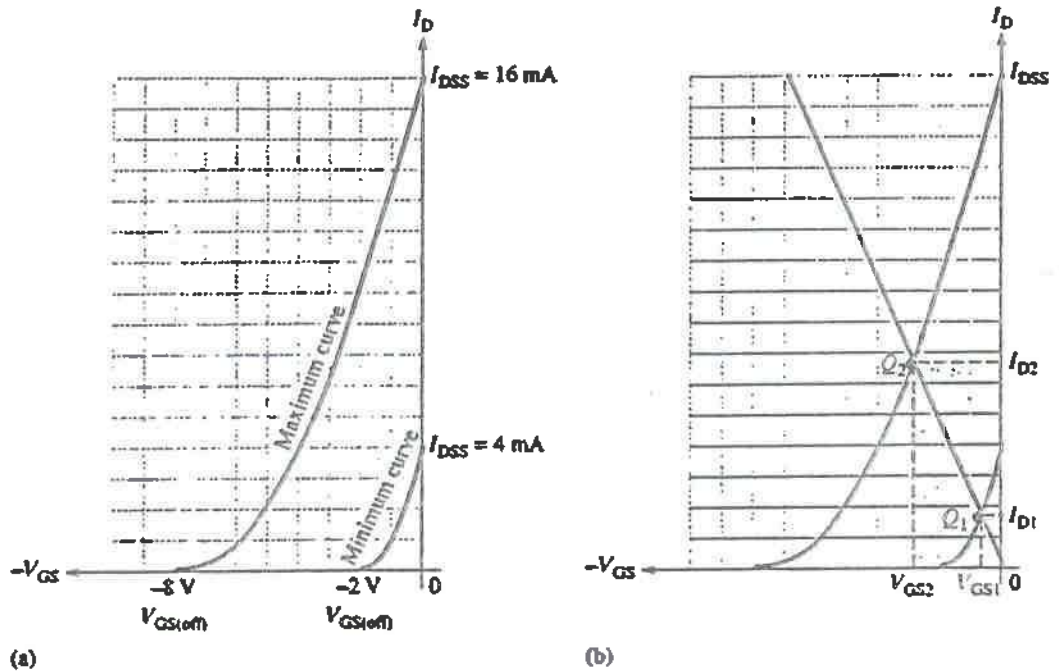 I_D
I_DSS = 16 mA
Maximum curve
Minimum curve
I_DSS = 4 mA
–V_GS
–8 V
–2 V
0
V_GS(off)
V_GS(off)
(a)
I_D
I_DSS
Q_2
I_D2
Q_1
I_D1
–V_GS
V_GS2
V_GS1
0
(b)